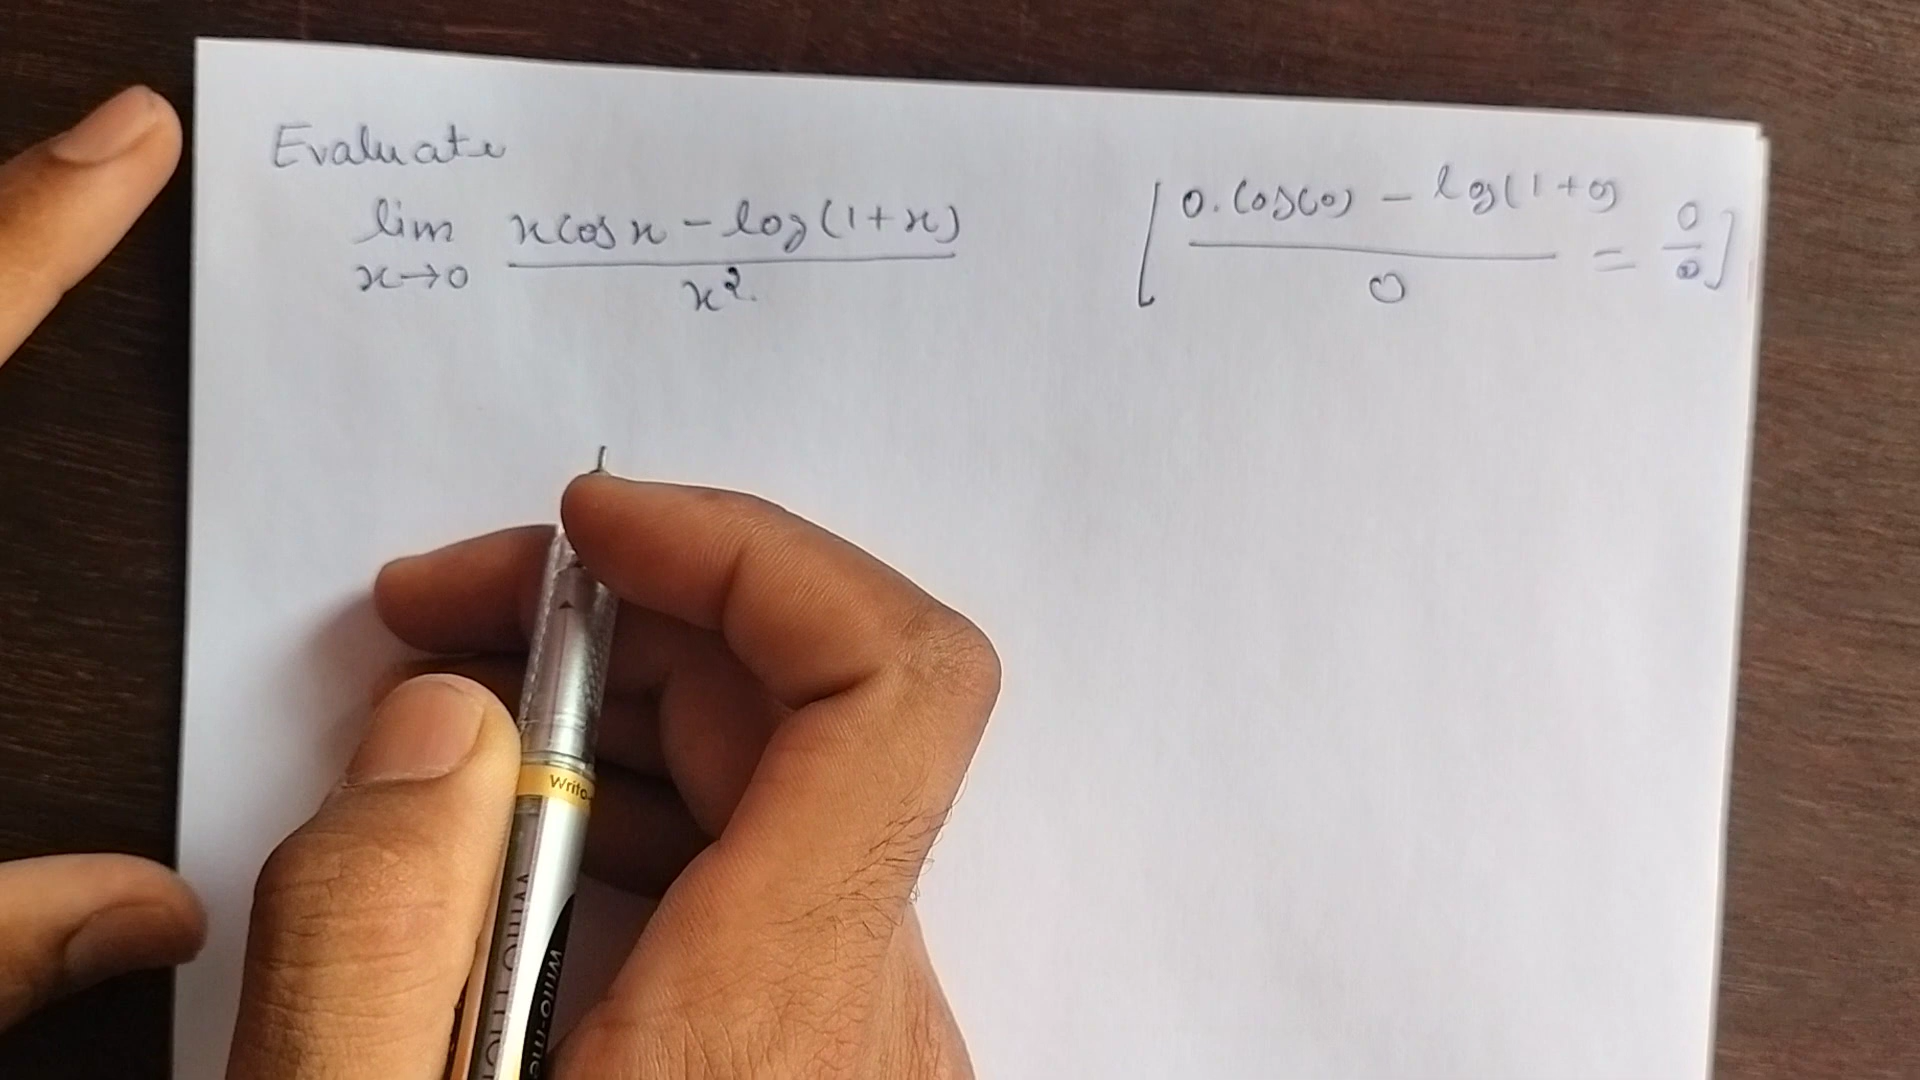 Evaluate
lim x→0 (x cos x - log(1+x)) / x²
[ (0. cos(0) - log(1+0)) / 0 = 0/0 ]
Write